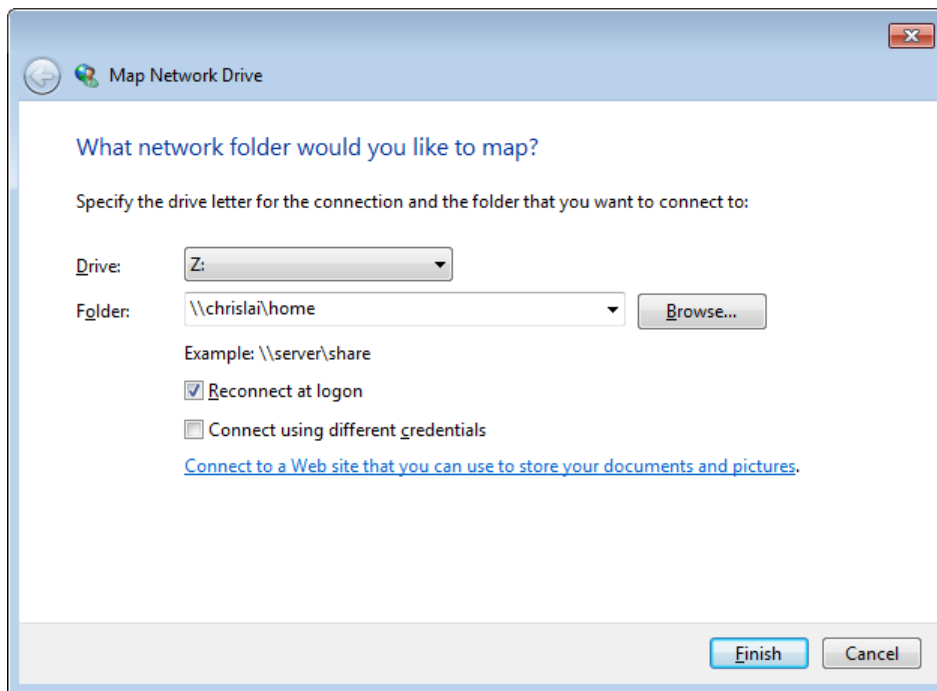 Map Network Drive
What network folder would you like to map?
Specify the drive letter for the connection and the folder that you want to connect to:
Drive: Z:
Folder: \\chrislai\home Browse...
Example: \\server\share
Reconnect at logon
Connect using different credentials
Connect to a Web site that you can use to store your documents and pictures.
Finish Cancel